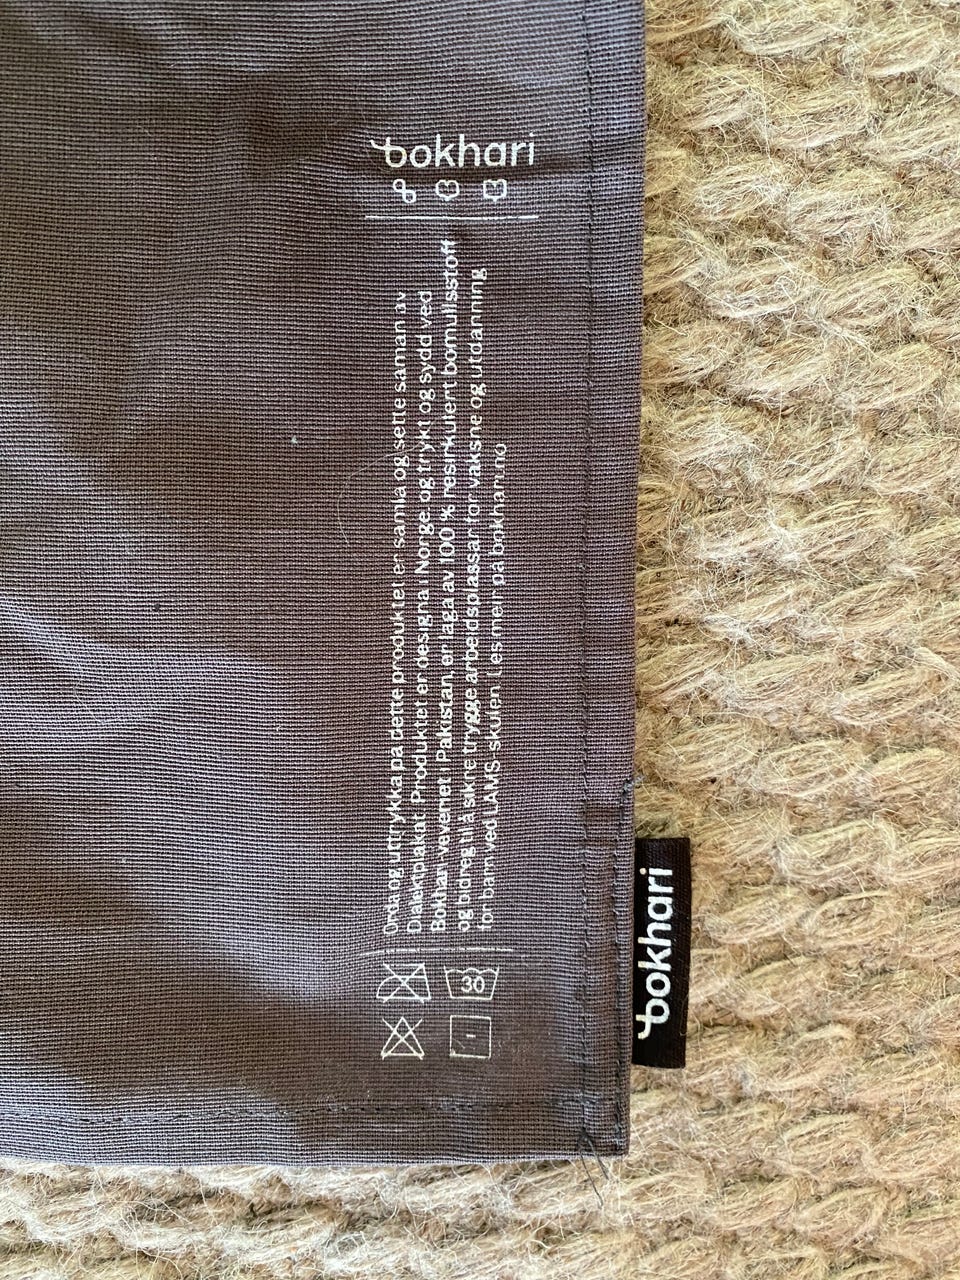 bokhari
Ord og uttrykka på dette produktet er samla og sette saman av
Dialektplakat. Produktet er designa i Norge, og trykt og sydd ved
Bokhari-veveriet i Pakistan, er laga av 100 % resirkulert bomullsstoff
og bidreg til å sikre trygge arbeidsplassar for vaksne og utdanning
for barn ved LAMS-skulen. Les meir på bokhari.no
30
bokhari